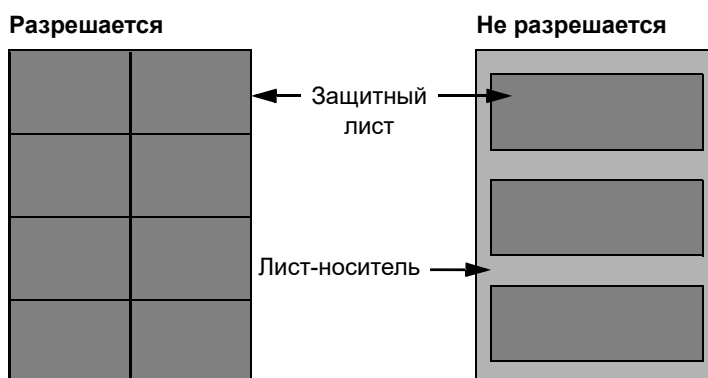 Разрешается
Не разрешается
Защитный
лист
Лист-носитель